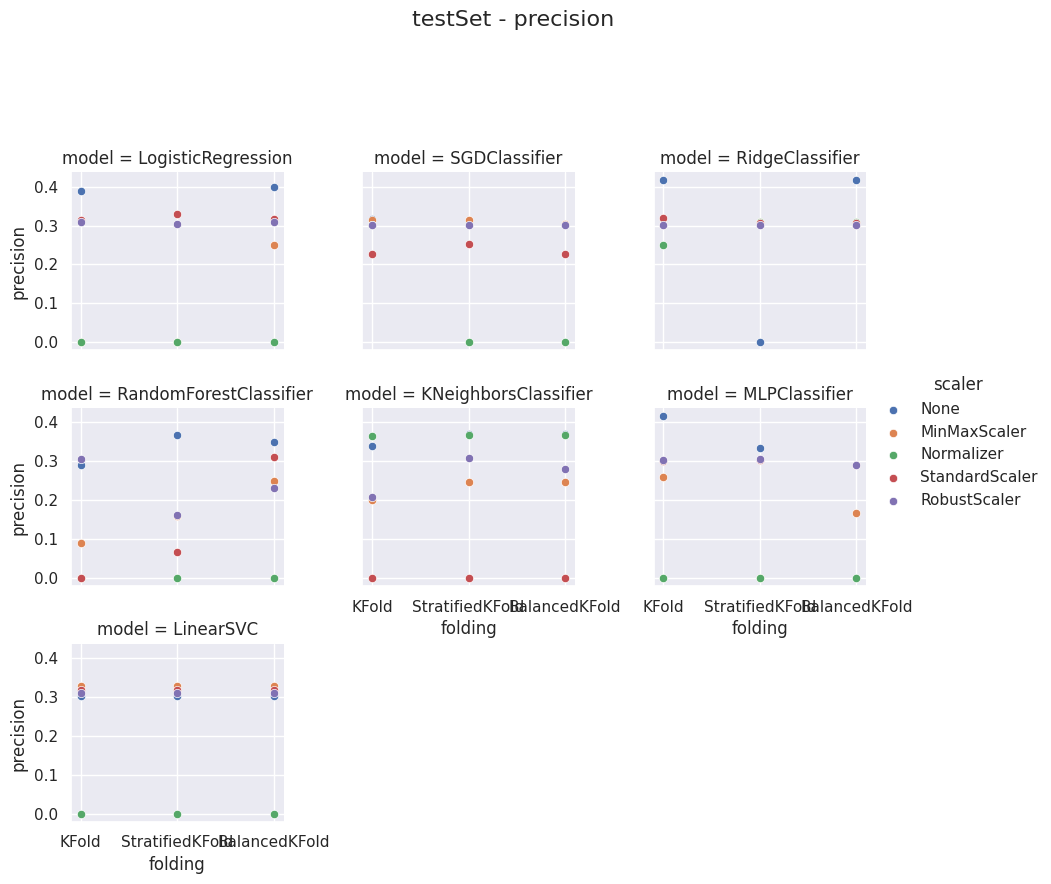 testSet - precision
model = LogisticRegression
model = SGDClassifier
model = RidgeClassifier
precision
0.4
0.3
0.2
0.1
0.0
model = RandomForestClassifier
model = KNeighborsClassifier
model = MLPClassifier
precision
0.4
0.3
0.2
0.1
0.0
KFold StratifiedKFold BalancedKFold
folding
KFold StratifiedKFold BalancedKFold
folding
scaler
None
MinMaxScaler
Normalizer
StandardScaler
RobustScaler
model = LinearSVC
precision
0.4
0.3
0.2
0.1
0.0
KFold StratifiedKFold BalancedKFold
folding